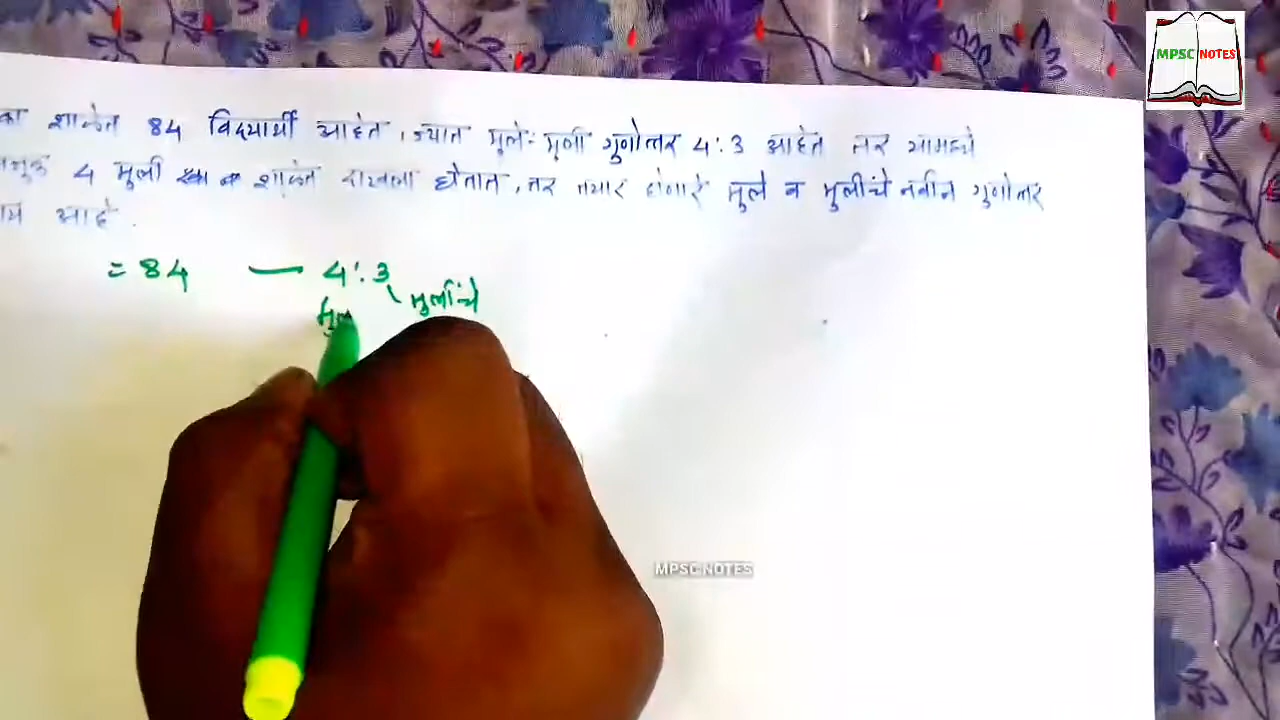 MPSC NOTES
का शाळेत 84 विद्यार्थी आहेत, ज्यात मुले:मुली गुणोत्तर 4:3 आहेत तर यामध्ये
4 मुली शाळेत दाखला घेतात, तर तयार होणारे मुले व मुलींचे नवीन गुणोत्तर
आहे.
= 84 — 4:3
मुलींचे
MPSC NOTES